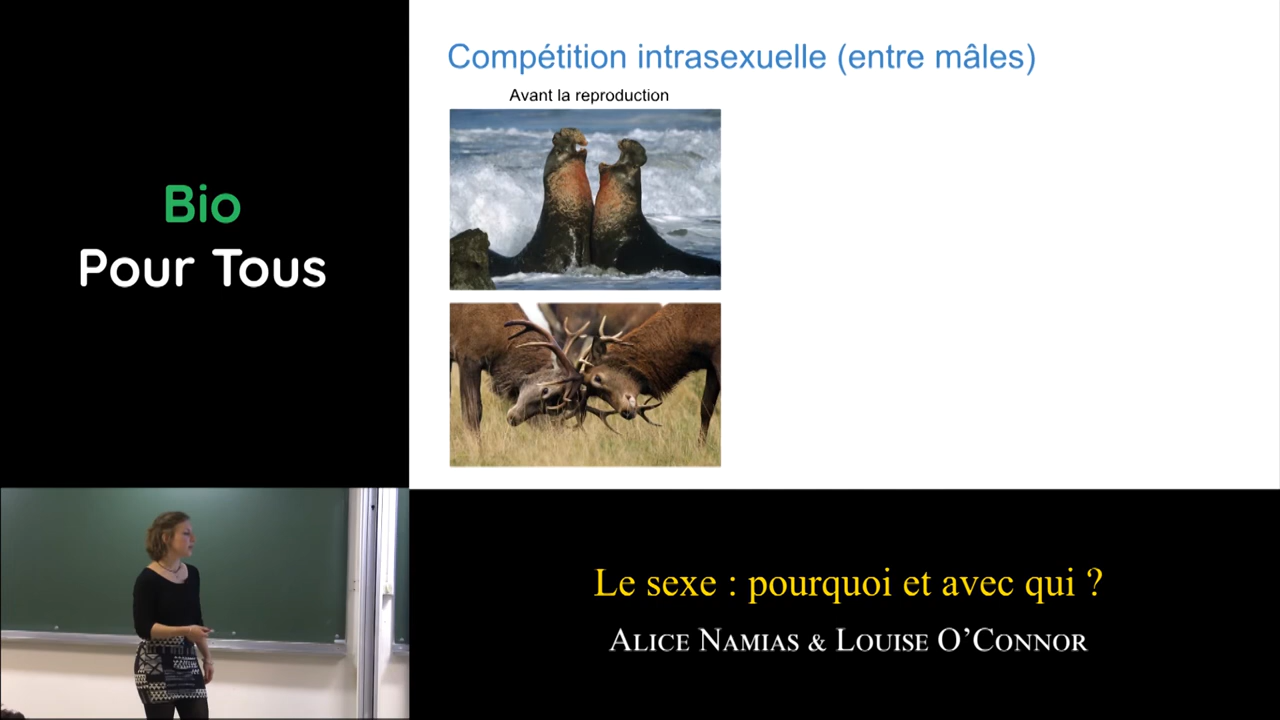 Bio
Pour Tous
Compétition intrasexuelle (entre mâles)
Avant la reproduction
Le sexe : pourquoi et avec qui ?
ALICE NAMIAS & LOUISE O'CONNOR